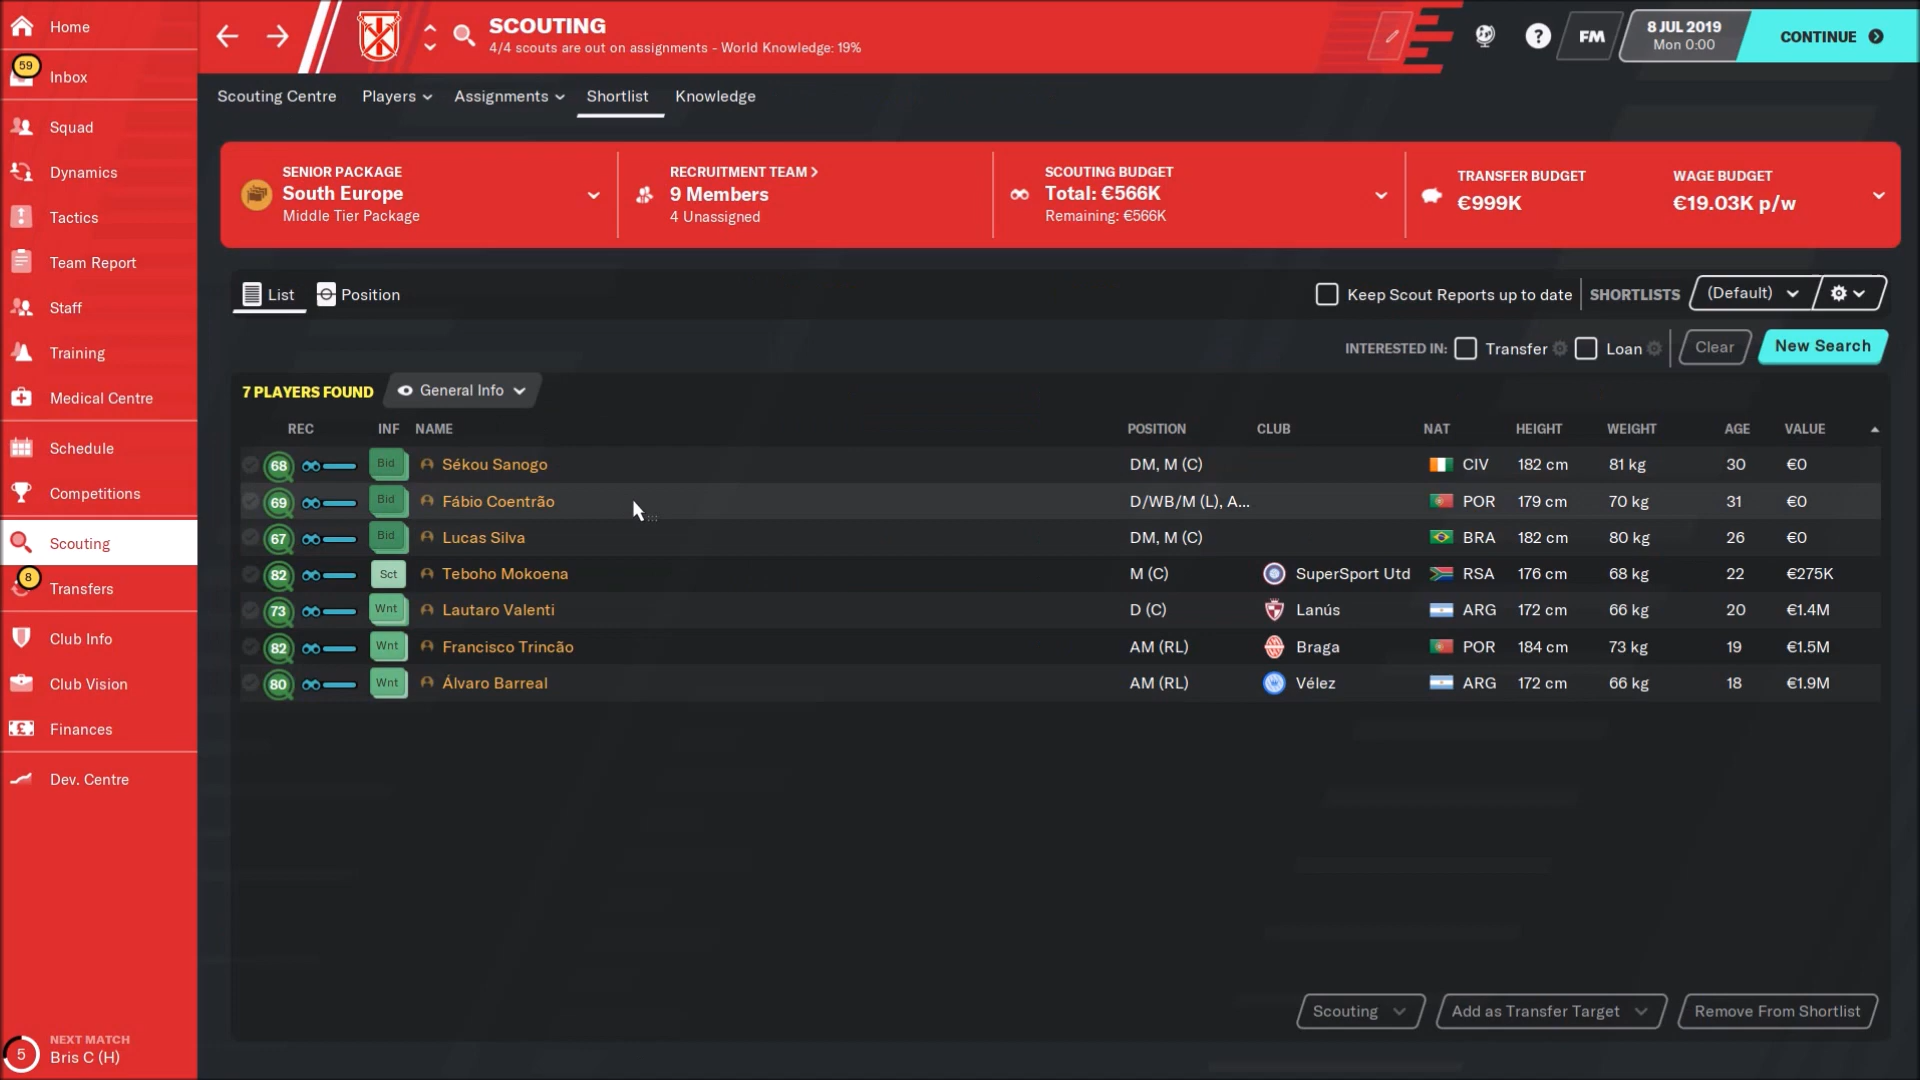 Home
59
Inbox
Squad
Dynamics
Tactics
Team Report
Staff
Training
Medical Centre
Schedule
Competitions
Scouting
8
Transfers
Club Info
Club Vision
Finances
Dev. Centre
5
NEXT MATCH
Bris C (H)
SCOUTING
4/4 scouts are out on assignments - World Knowledge: 19%
?
FM
8 JUL 2019
Mon 0:00
CONTINUE
Scouting Centre Players Assignments Shortlist Knowledge
SENIOR PACKAGE
South Europe
Middle Tier Package
RECRUITMENT TEAM
9 Members
4 Unassigned
SCOUTING BUDGET
Total: €566K
Remaining: €566K
TRANSFER BUDGET
€999K
WAGE BUDGET
€19.03K p/w
List Position
Keep Scout Reports up to date SHORTLISTS (Default)
INTERESTED IN: Transfer Loan Clear New Search
7 PLAYERS FOUND General Info
REC INF NAME POSITION CLUB NAT HEIGHT WEIGHT AGE VALUE
68 Bid Sékou Sanogo DM, M (C) CIV 182 cm 81 kg 30 €0
69 Bid Fábio Coentrão D/WB/M (L), A... POR 179 cm 70 kg 31 €0
67 Bid Lucas Silva DM, M (C) BRA 182 cm 80 kg 26 €0
82 Sct Teboho Mokoena M (C) SuperSport Utd RSA 176 cm 68 kg 22 €275K
73 Wnt Lautaro Valenti D (C) Lanús ARG 172 cm 66 kg 20 €1.4M
82 Wnt Francisco Trincão AM (RL) Braga POR 184 cm 73 kg 19 €1.5M
80 Wnt Álvaro Barreal AM (RL) Vélez ARG 172 cm 66 kg 18 €1.9M
Scouting Add as Transfer Target Remove From Shortlist